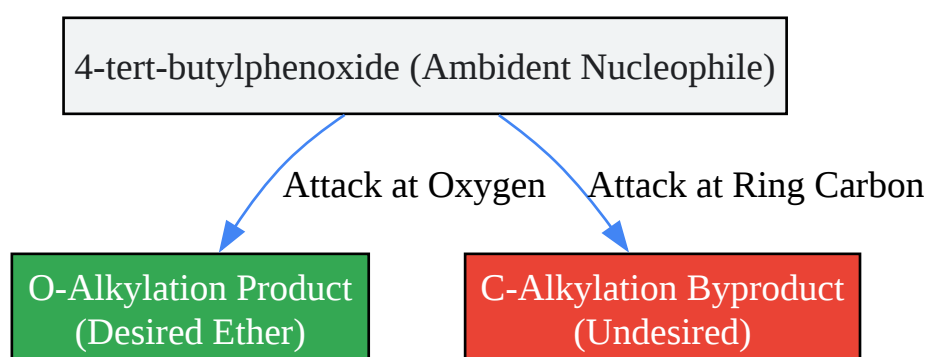 4-tert-butylphenoxide (Ambident Nucleophile)
Attack at Oxygen
Attack at Ring Carbon
O-Alkylation Product
(Desired Ether)
C-Alkylation Byproduct
(Undesired)